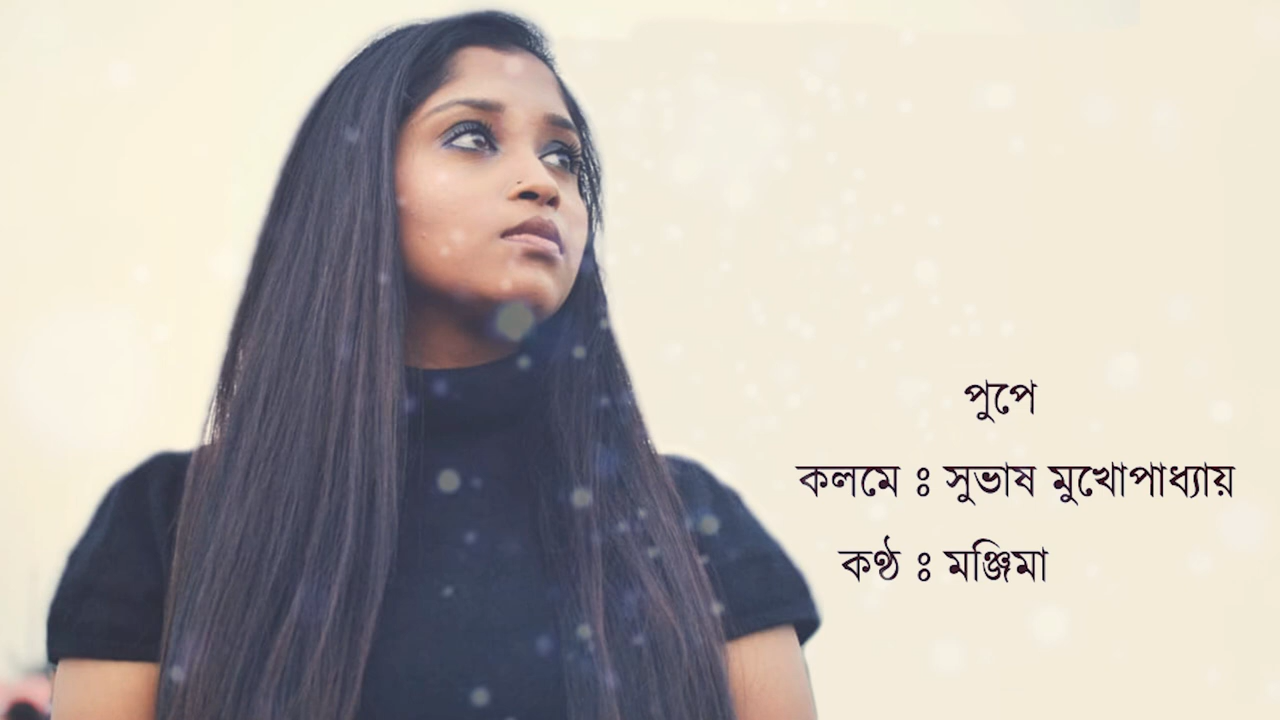 পুপে
কলমে ঃ সুভাষ মুখোপাধ্যায়
কণ্ঠ ঃ মঞ্জিমা